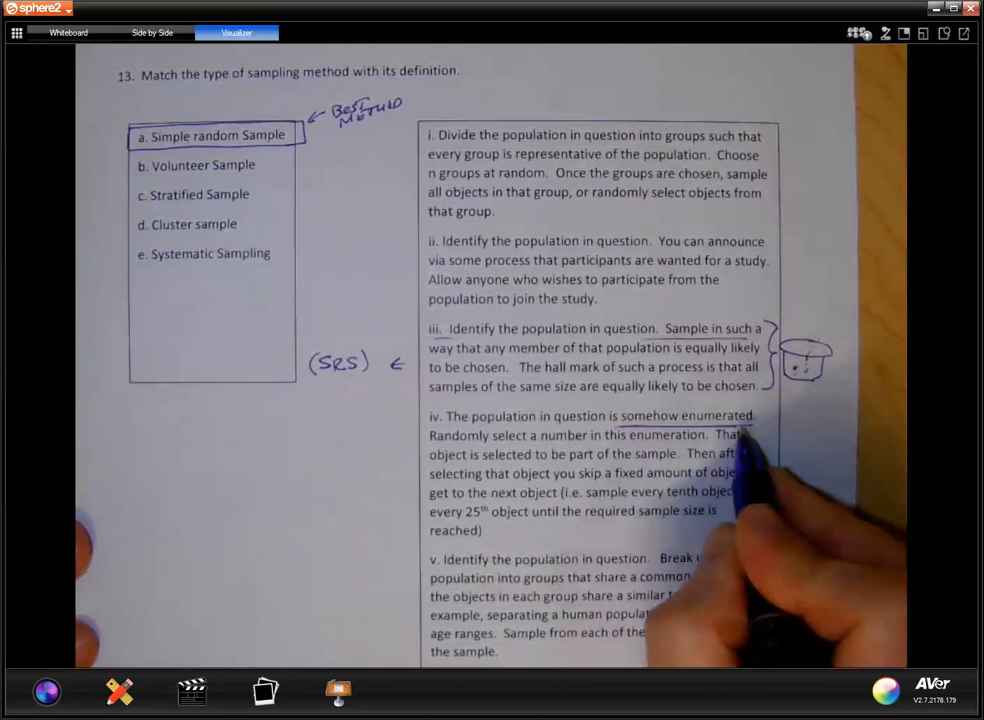 sphere2
Whiteboard
Side by Side
Visualizer
13. Match the type of sampling method with its definition.
BEST METHOD
a. Simple random Sample
b. Volunteer Sample
c. Stratified Sample
d. Cluster sample
e. Systematic Sampling
(SRS) ←
i. Divide the population in question into groups such that
every group is representative of the population. Choose
n groups at random. Once the groups are chosen, sample
all objects in that group, or randomly select objects from
that group.
ii. Identify the population in question. You can announce
via some process that participants are wanted for a study.
Allow anyone who wishes to participate from the
population to join the study.
iii. Identify the population in question. Sample in such a
way that any member of that population is equally likely
to be chosen. The hall mark of such a process is that all
samples of the same size are equally likely to be chosen.
iv. The population in question is somehow enumerated.
Randomly select a number in this enumeration. That
object is selected to be part of the sample. Then
selecting that object you skip a fixed amount of
get to the next object (i.e. sample every tenth
every 25th object until the required sample size is
reached)
v. Identify the population in question. Break
population into groups that share a common
the objects in each group share a similar
example, separating a human
age ranges. Sample from each of the
the sample.
AVer
V2.7.2178.179